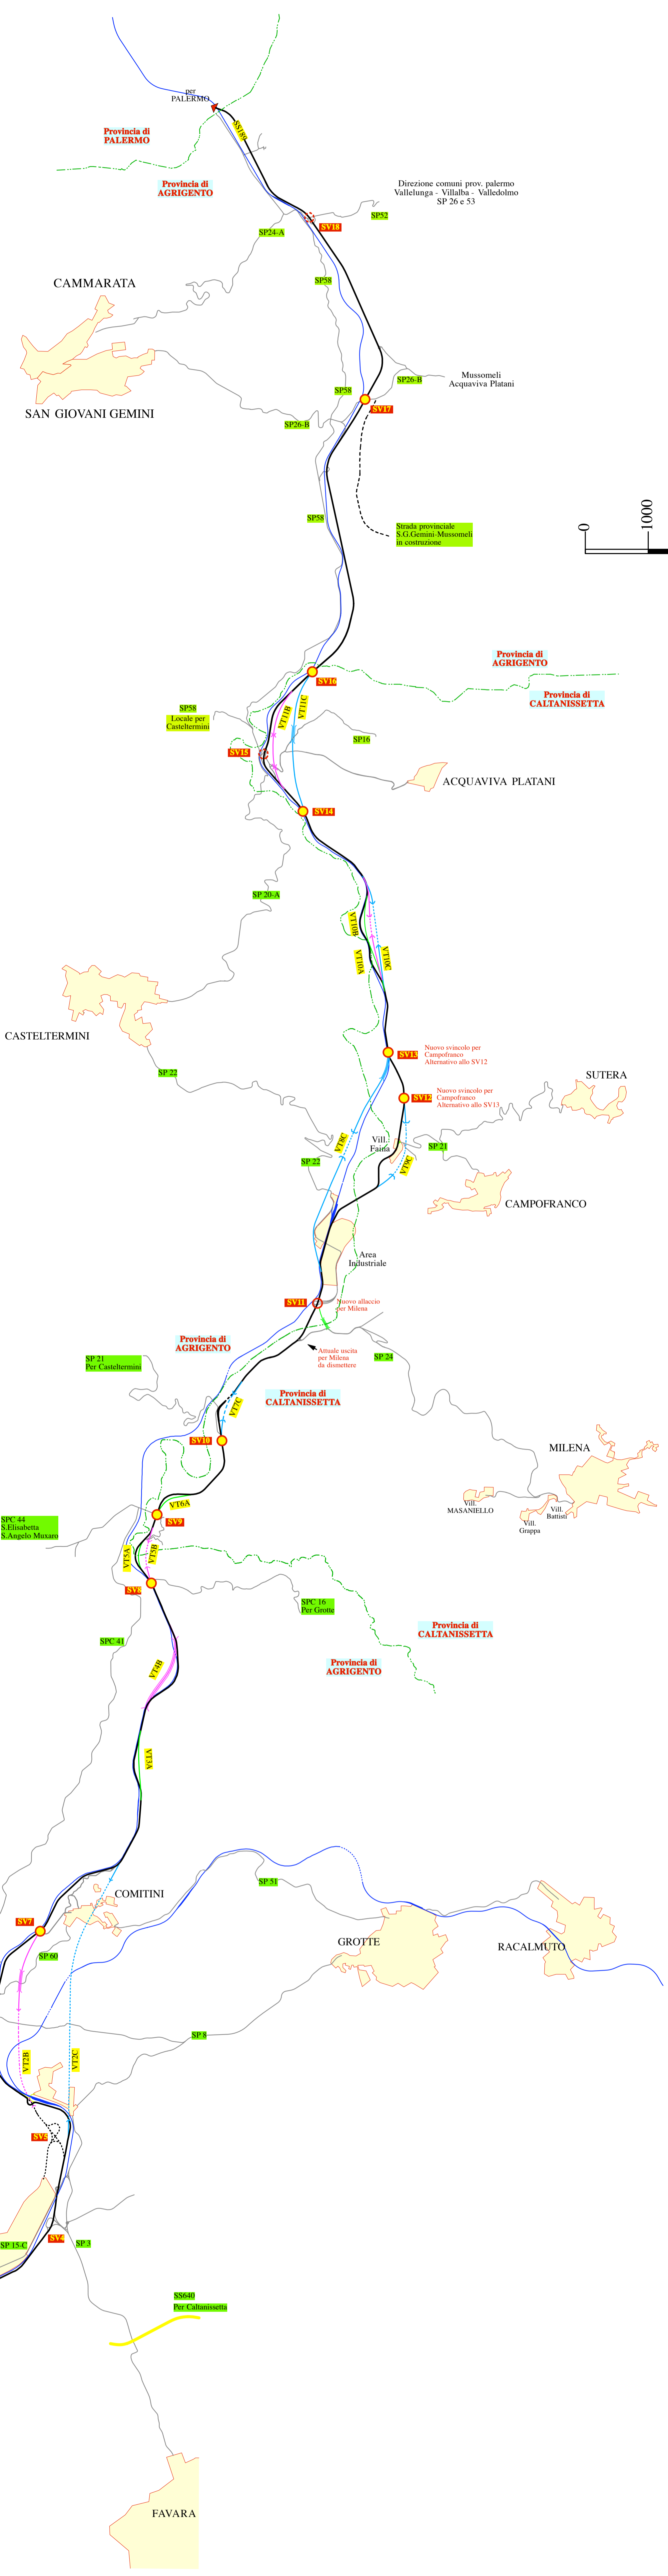 per
PALERMO
SS189
Provincia di
PALERMO
Provincia di
AGRIGENTO
Direzione comuni prov. palermo
Vallelunga - Villalba - Valledolmo
SP 26 e 53
SP52
SV18
SP24-A
SP58
CAMMARATA
Mussomeli
Acquaviva Platani
SP26-B
SP58
SV17
SAN GIOVANI GEMINI
SP26-B
SP58
Strada provinciale
S.G.Gemini-Mussomeli
in costruzione
0
1000
Provincia di
AGRIGENTO
SV16
Provincia di
CALTANISSETTA
SP58
Locale per
Casteltermini
VT11B
VT11C
SP16
SV15
ACQUAVIVA PLATANI
SV14
SP 20-A
VT10B
VT10A
VT10C
CASTELTERMINI
SV13
Nuovo svincolo per
Campofranco
Alternativo allo SV12
SP 22
SUTERA
SV12
Nuovo svincolo per
Campofranco
Alternativo allo SV13
VT8C
Vill.
Faina
SP 21
SP 22
VT9C
CAMPOFRANCO
Area
Industriale
SV11
Nuovo allaccio
per Milena
Provincia di
AGRIGENTO
Attuale uscita
per Milena
da dismettere
SP 24
SP 21
Per Casteltermini
Provincia di
CALTANISSETTA
VT7C
SV10
MILENA
VT6A
Vill.
MASANIELLO
Vill.
Battisti
Vill.
Grappa
SPC 44
S.Elisabetta
S.Angelo Muxaro
SV9
VT5A
VT5B
SV8
SPC 16
Per Grotte
Provincia di
CALTANISSETTA
SPC 41
VT4B
Provincia di
AGRIGENTO
VT3A
SP 51
COMITINI
SV7
GROTTE
RACALMUTO
SP 60
SP 8
VT2B
VT2C
SV5
SV4
SP 3
SP 15-C
SS640
Per Caltanissetta
FAVARA